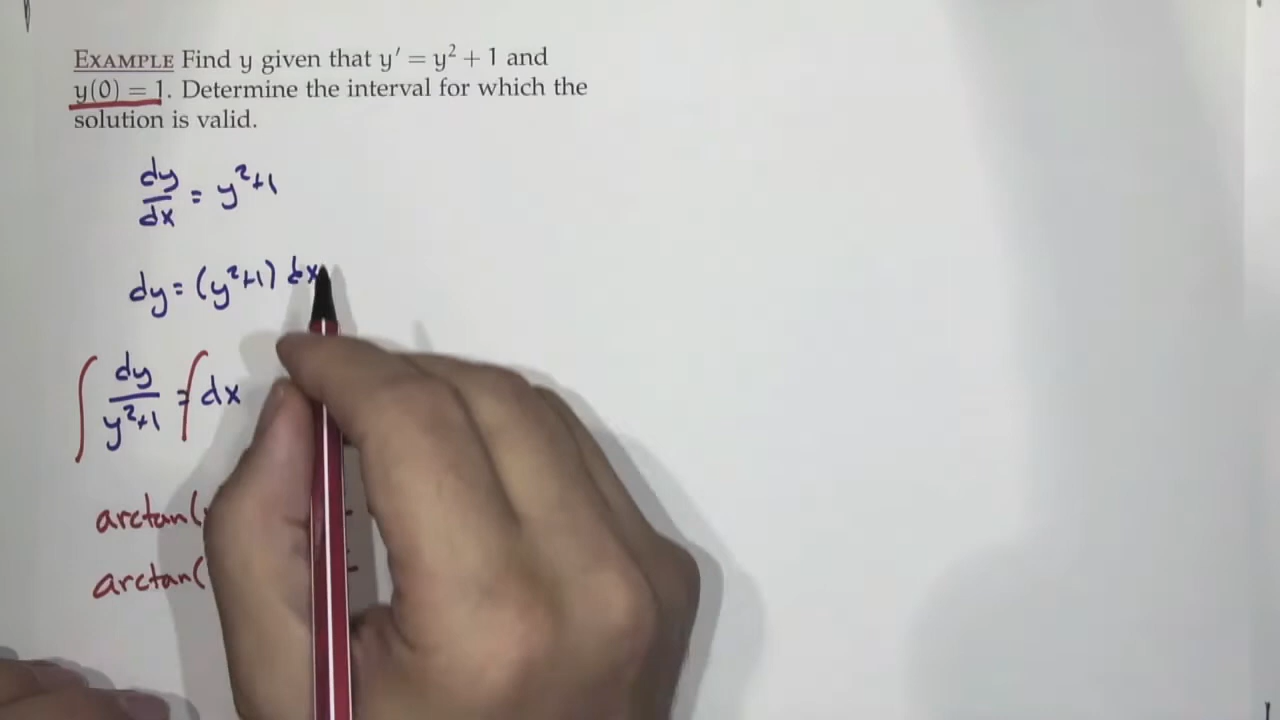 EXAMPLE Find y given that y′ = y² + 1 and
y(0) = 1. Determine the interval for which the
solution is valid.
dy/dx = y²+1
dy = (y²+1) dx
∫ dy/y²+1 = ∫ dx
arctan(
arctan(